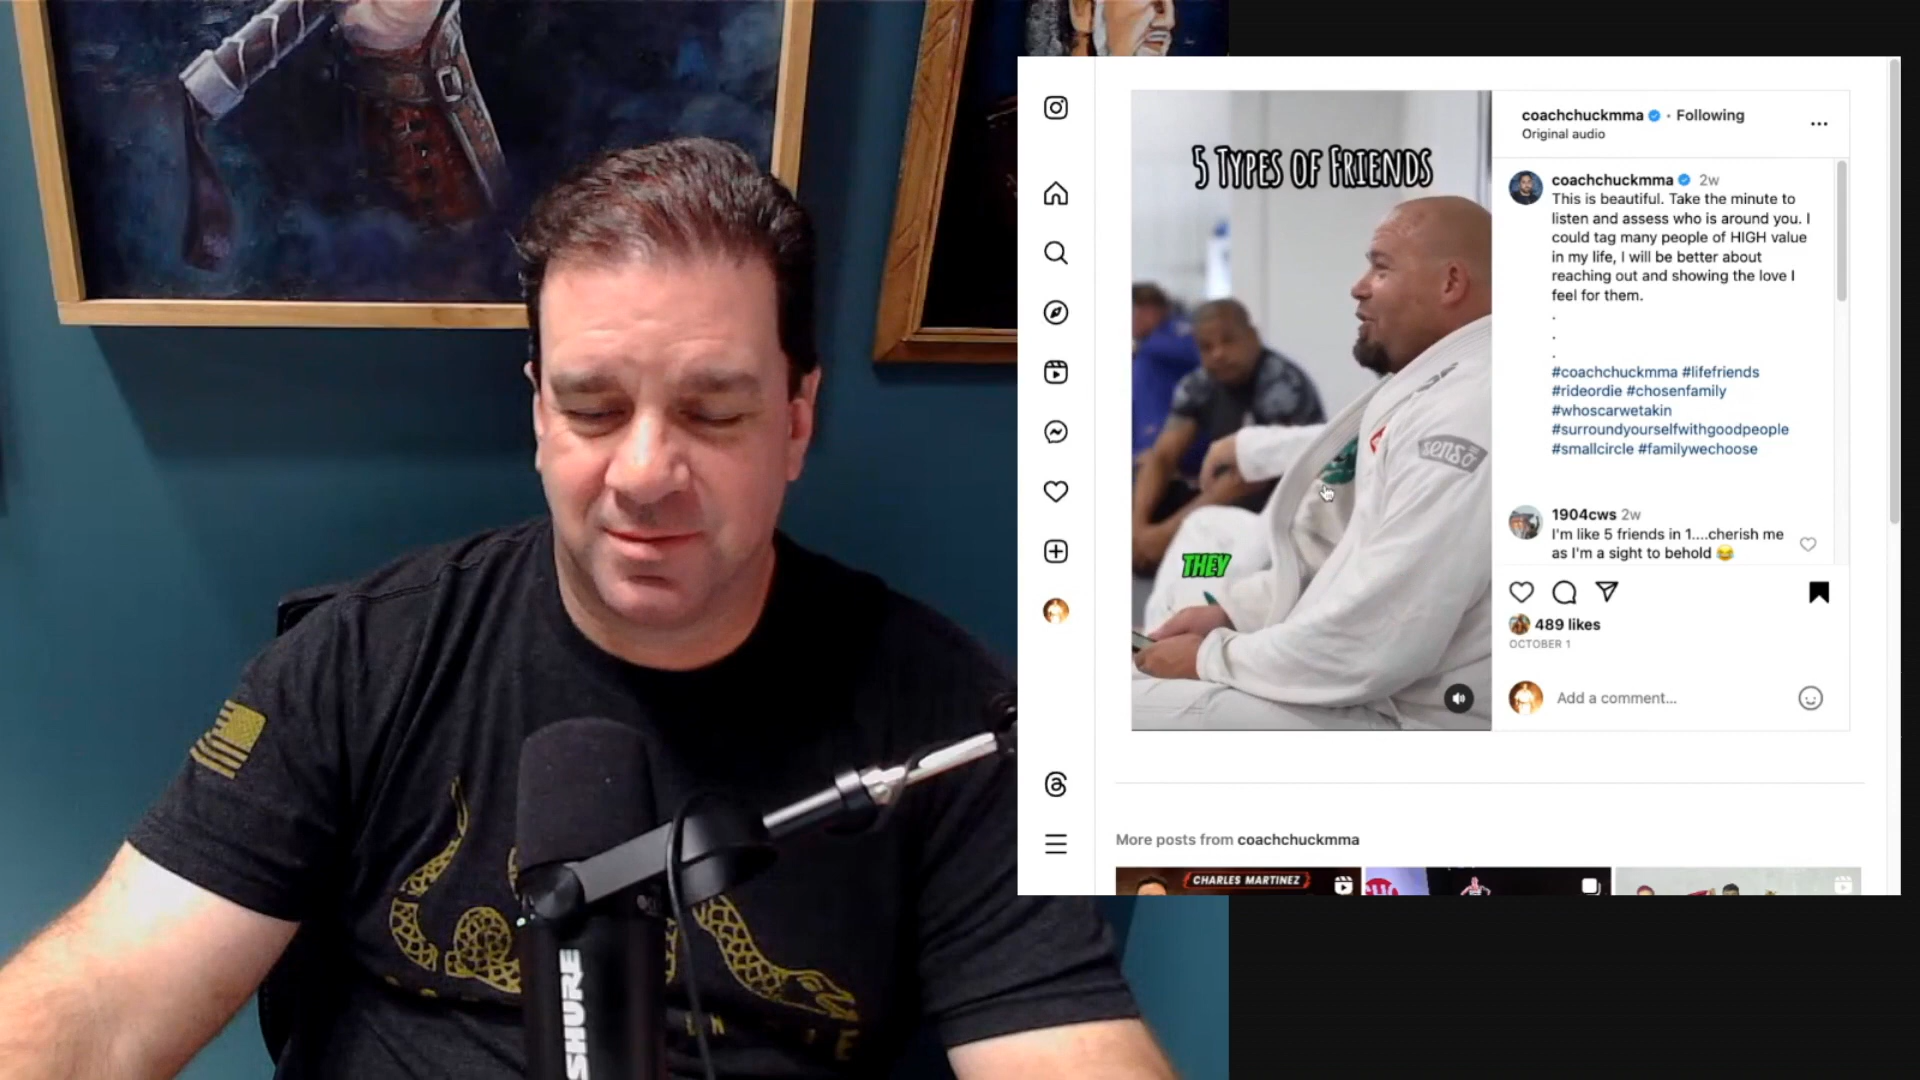 5 TYPES OF FRIENDS
THEY
sensō
coachchuckmma • Following
Original audio
coachchuckmma 2w
This is beautiful. Take the minute to
listen and assess who is around you. I
could tag many people of HIGH value
in my life, I will be better about
reaching out and showing the love I
feel for them.
.
.
.
#coachchuckmma #lifefriends
#rideordie #chosenfamily
#whoscarwetakin
#surroundyourselfwithgoodpeople
#smallcircle #familywechoose
1904cws 2w
I'm like 5 friends in 1....cherish me
as I'm a sight to behold 😂
489 likes
OCTOBER 1
Add a comment...
More posts from coachchuckmma
CHARLES MARTINEZ
SHURE